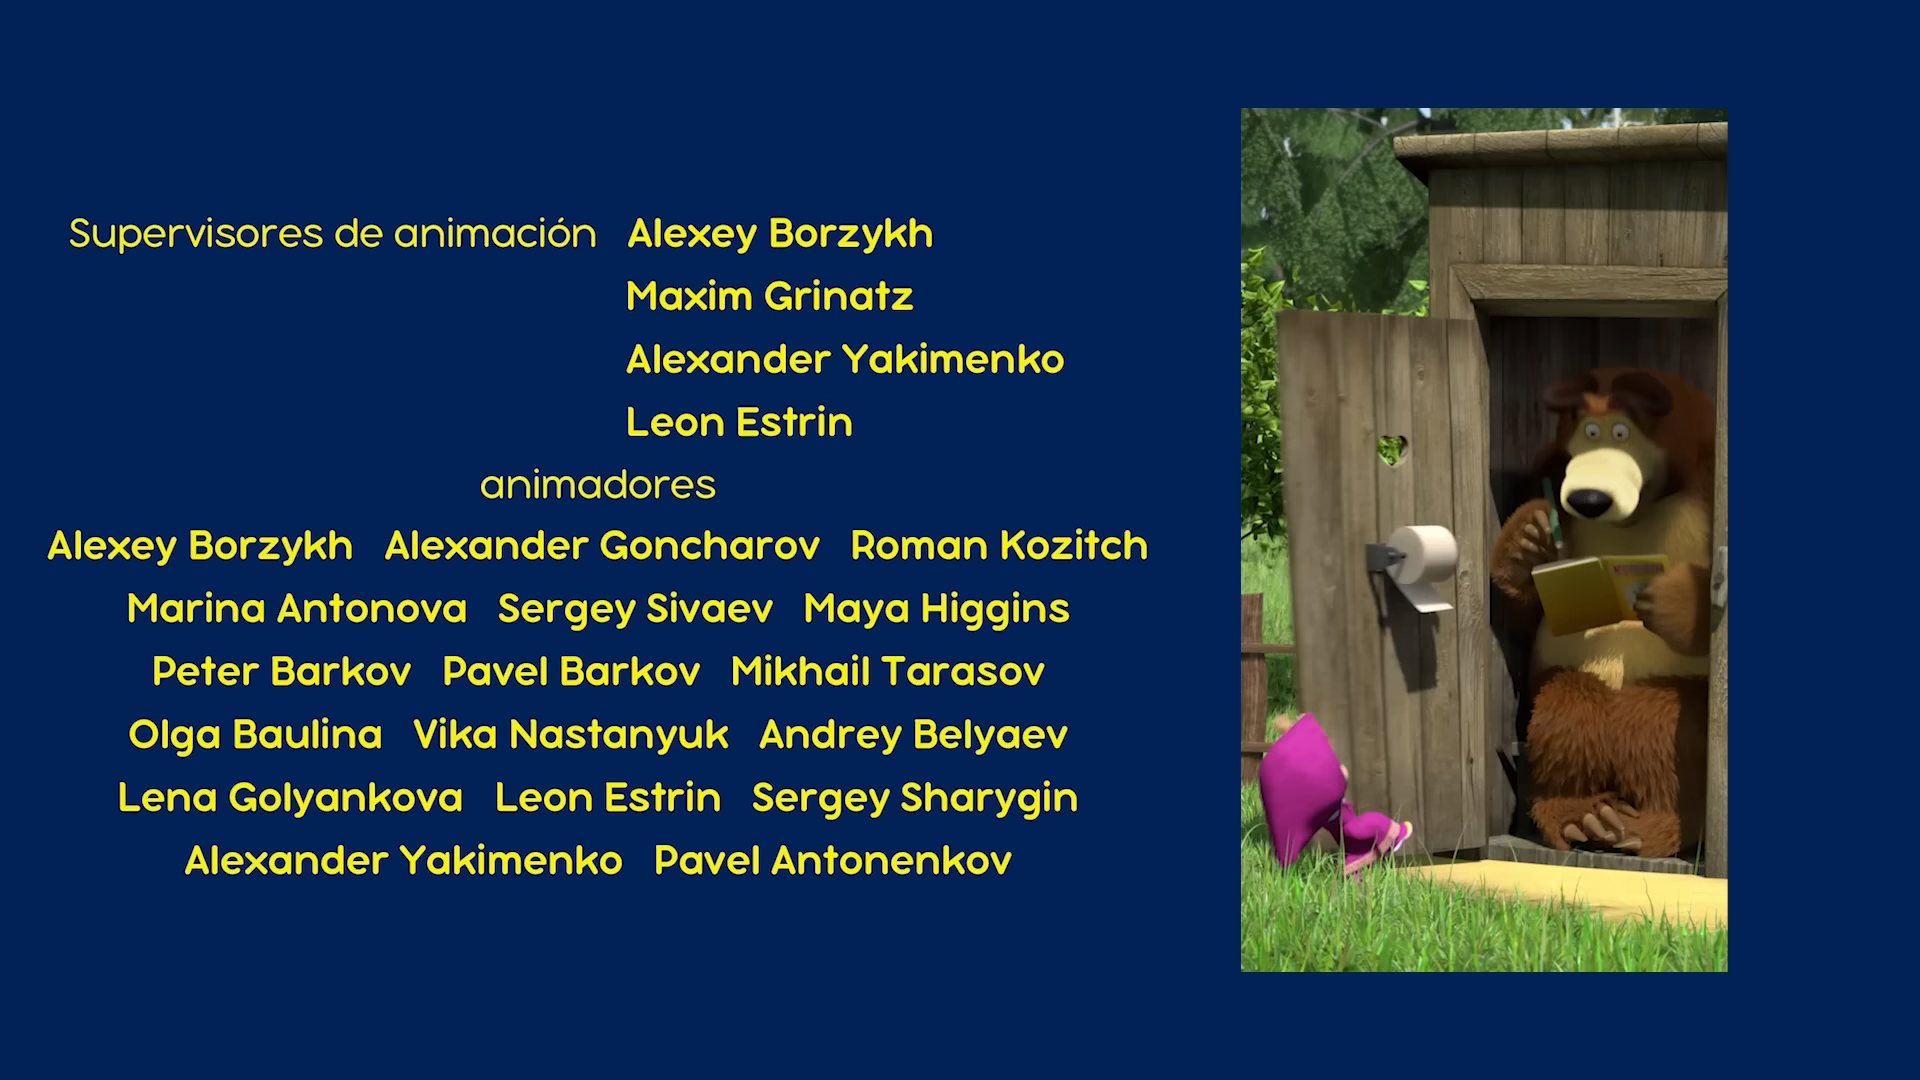 Supervisores de animación Alexey Borzykh
Maxim Grinatz
Alexander Yakimenko
Leon Estrin
animadores
Alexey Borzykh Alexander Goncharov Roman Kozitch
Marina Antonova Sergey Sivaev Maya Higgins
Peter Barkov Pavel Barkov Mikhail Tarasov
Olga Baulina Vika Nastanyuk Andrey Belyaev
Lena Golyankova Leon Estrin Sergey Sharygin
Alexander Yakimenko Pavel Antonenkov